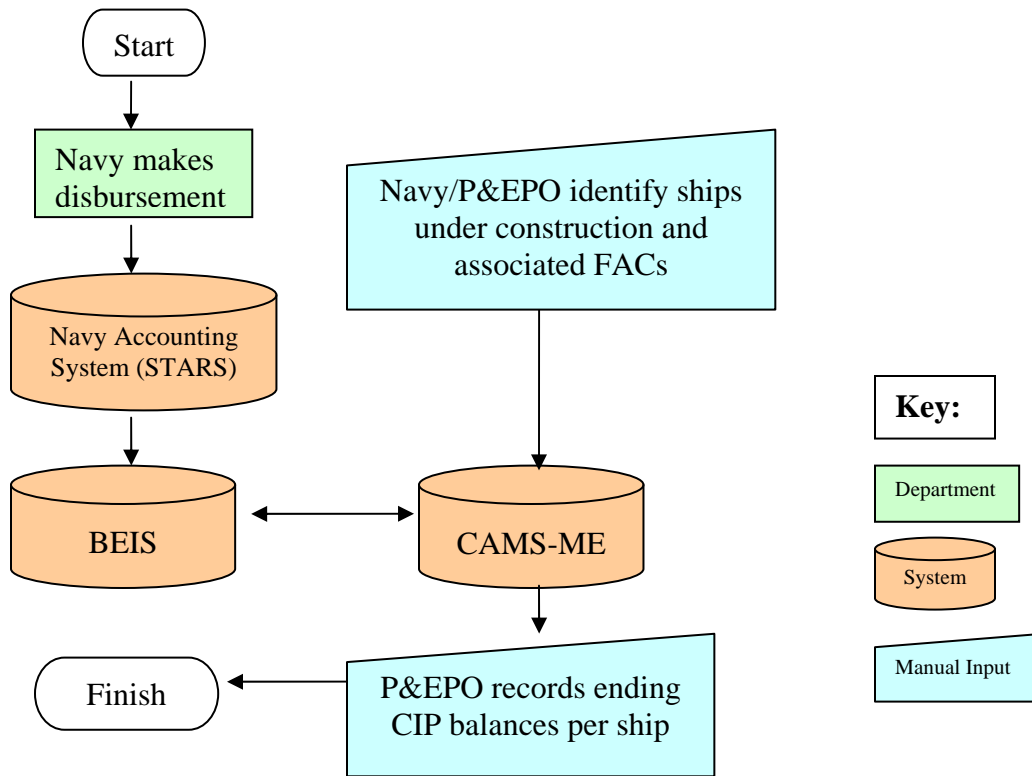 Start
Navy makes
disbursement
Navy/P&EPO identify ships
under construction and
associated FACs
Navy Accounting
System (STARS)
BEIS
CAMS-ME
P&EPO records ending
CIP balances per ship
Finish
Key:
Department
System
Manual Input